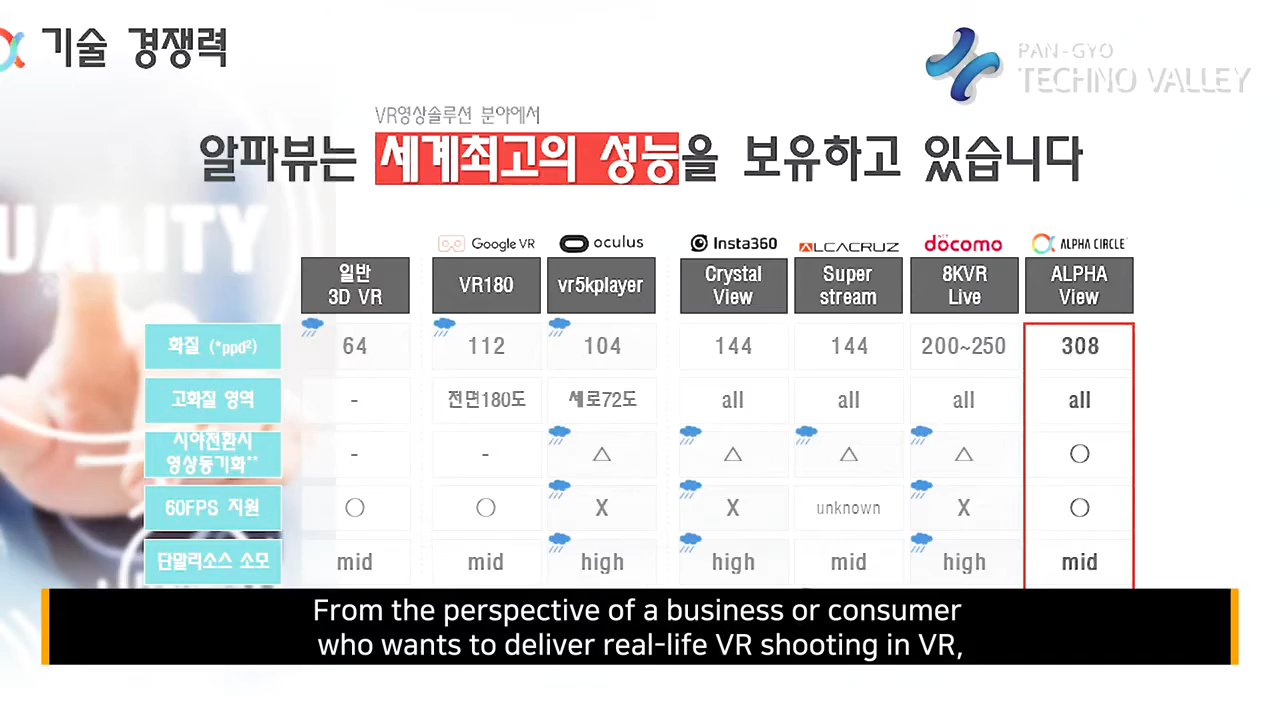 기술 경쟁력
PAN-GYO
TECHNO VALLEY
VR영상솔루션 분야에서
알파뷰는 세계최고의 성능을 보유하고 있습니다
UALITY
Google VR oculus Insta360 ALCACRUZ döcomo ALPHA CIRCLE
일반 3D VR VR180 vr5kplayer Crystal View Super stream 8KVR Live ALPHA View
화질 (*ppd²) 64 112 104 144 144 200~250 308
고화질 영역 - 전면180도 세로72도 all all all all
시야전환시 영상동기화** - - △ △ △ △ ○
60FPS 지원 ○ ○ X X unknown X ○
단말리소스 소모 mid mid high high mid high mid
From the perspective of a business or consumer
who wants to deliver real-life VR shooting in VR,